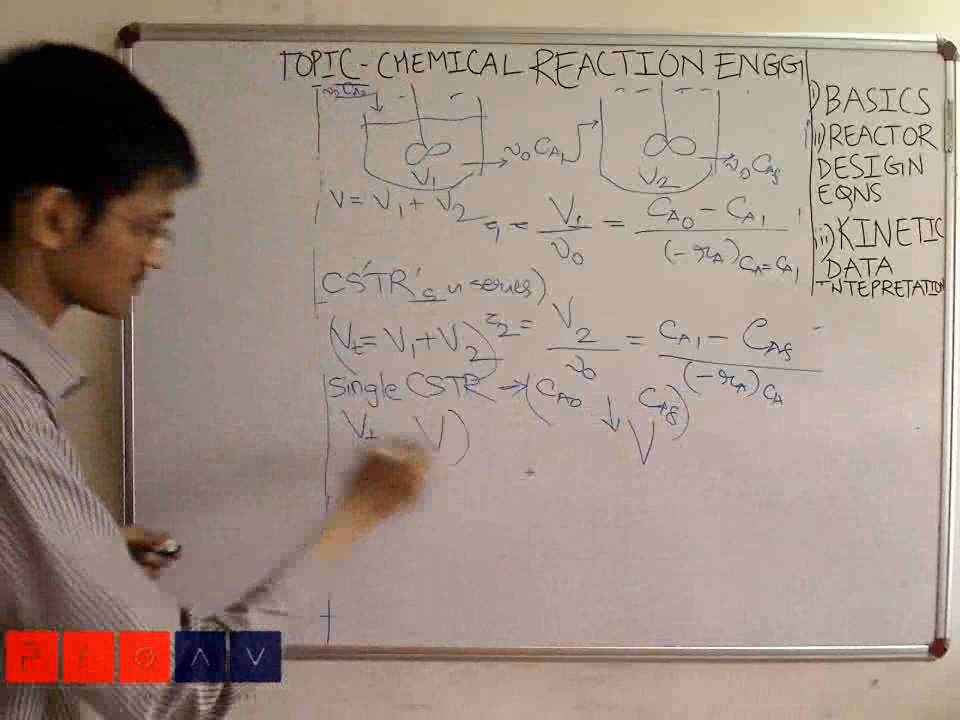 TOPIC - CHEMICAL REACTION ENGG
V1
v0 CA1
V2
v0 CAf
V = V1 + V2
V1/v0 = (CA0 - CA1)/(-rA)CA=CA1
CSTR's in series)
(Vt = V1 + V2)
τ2 = V2/v0 = (CA1 - CAf)/(-rA)CA
Single CSTR → (CA0 ↓ CAf)
V
V)
i) BASICS
ii) REACTOR
DESIGN
EQNS
iii) KINETIC
DATA
INTEPRETATION